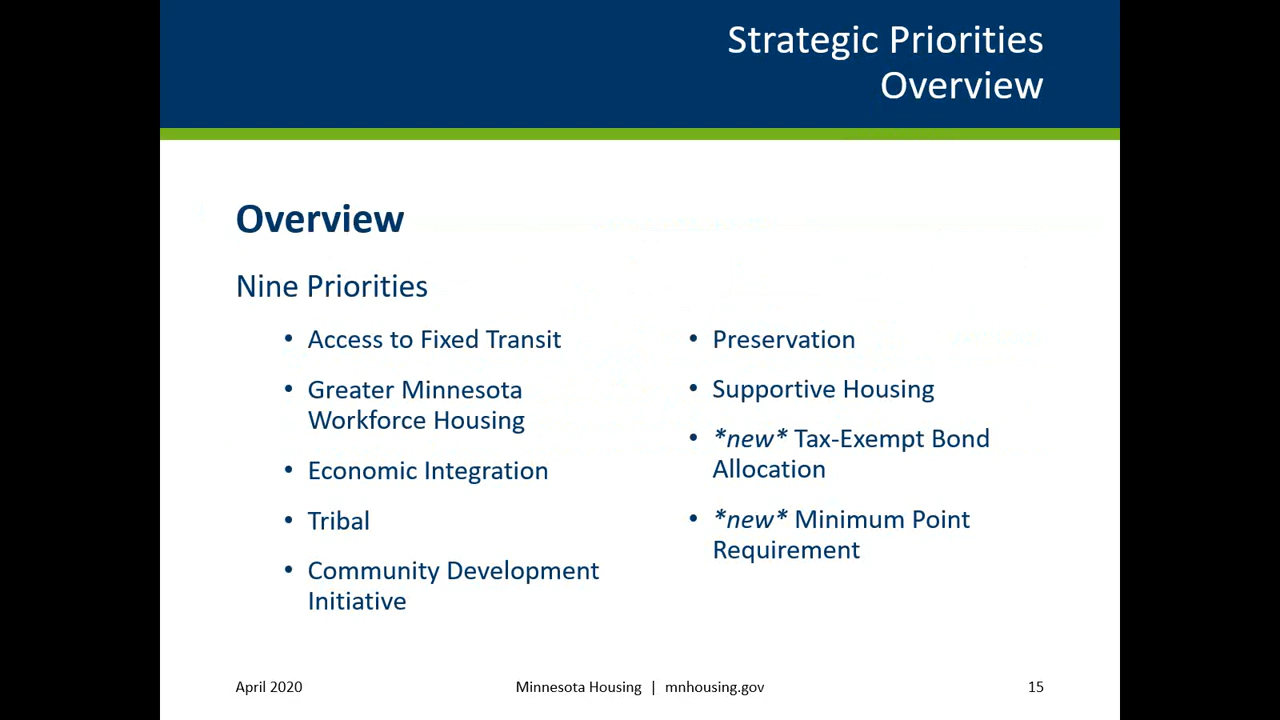 Strategic Priorities
Overview
Overview
Nine Priorities
• Access to Fixed Transit
• Greater Minnesota
Workforce Housing
• Economic Integration
• Tribal
• Community Development
Initiative
• Preservation
• Supportive Housing
• *new* Tax-Exempt Bond
Allocation
• *new* Minimum Point
Requirement
April 2020
Minnesota Housing | mnhousing.gov
15